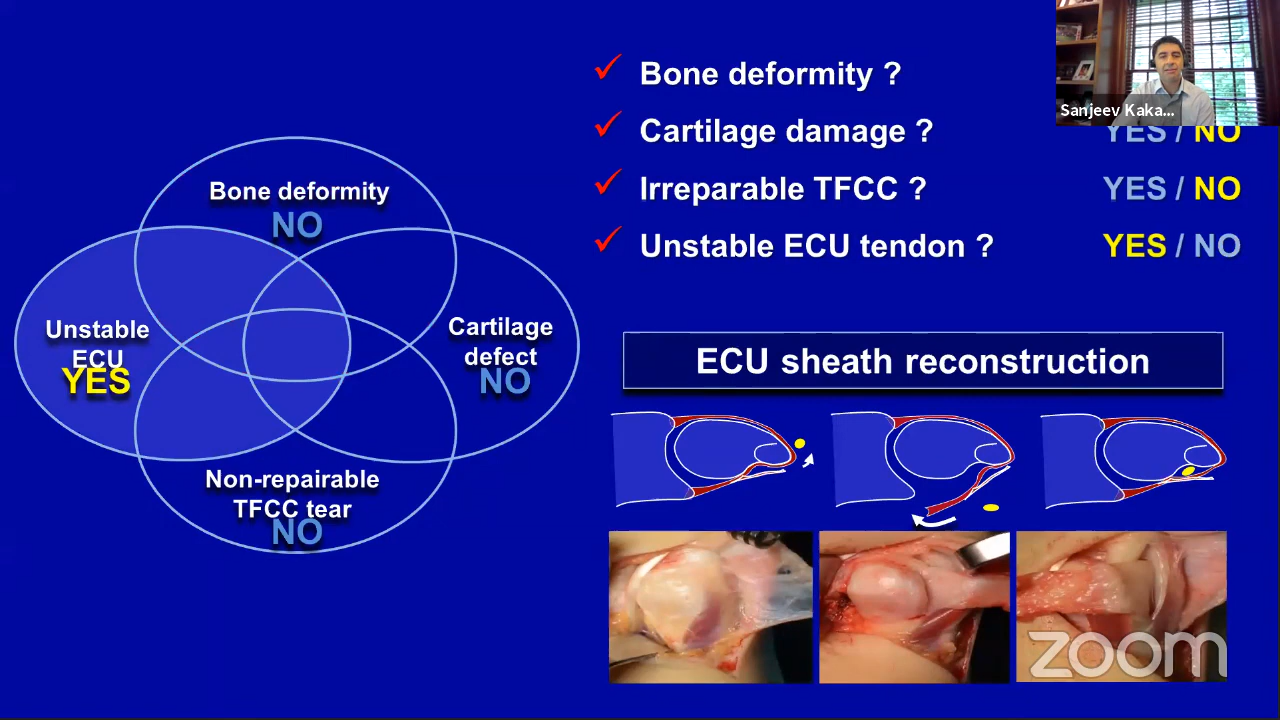 Bone deformity ?
Sanjeev Kaka...
Cartilage damage ?
YES / NO
Irreparable TFCC ?
YES / NO
Unstable ECU tendon ?
YES / NO
Bone deformity
NO
Unstable
ECU
YES
Cartilage
defect
NO
Non-repairable
TFCC tear
NO
ECU sheath reconstruction
zoom